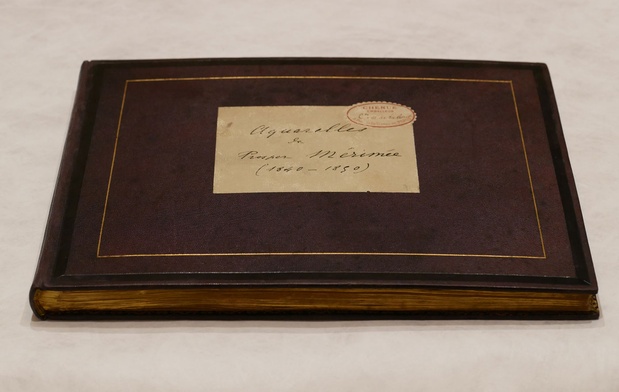 Aquarelles
de
Prosper Mérimée
(1840 – 1850)